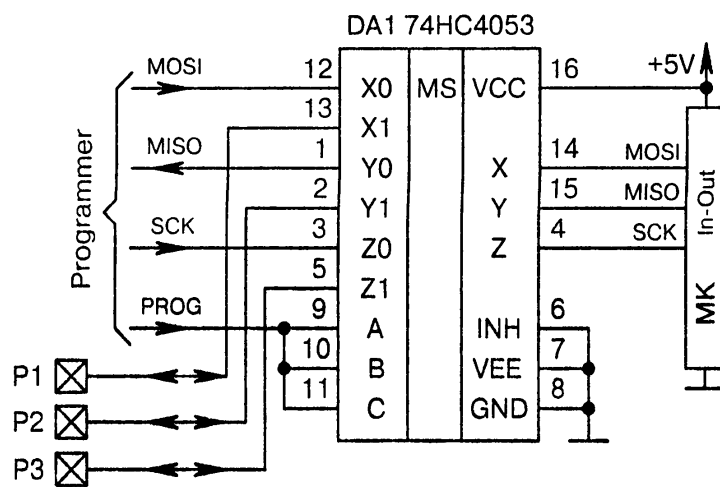 DA1 74HC4053
MOSI 12 X0 MS VCC 16 +5V
13 X1
MISO 1 Y0 X 14 MOSI
2 Y1 Y 15 MISO
SCK 3 Z0 Z 4 SCK
5 Z1
PROG 9 A INH 6
10 B VEE 7
11 C GND 8
Programmer
In-Out
MK
P1
P2
P3